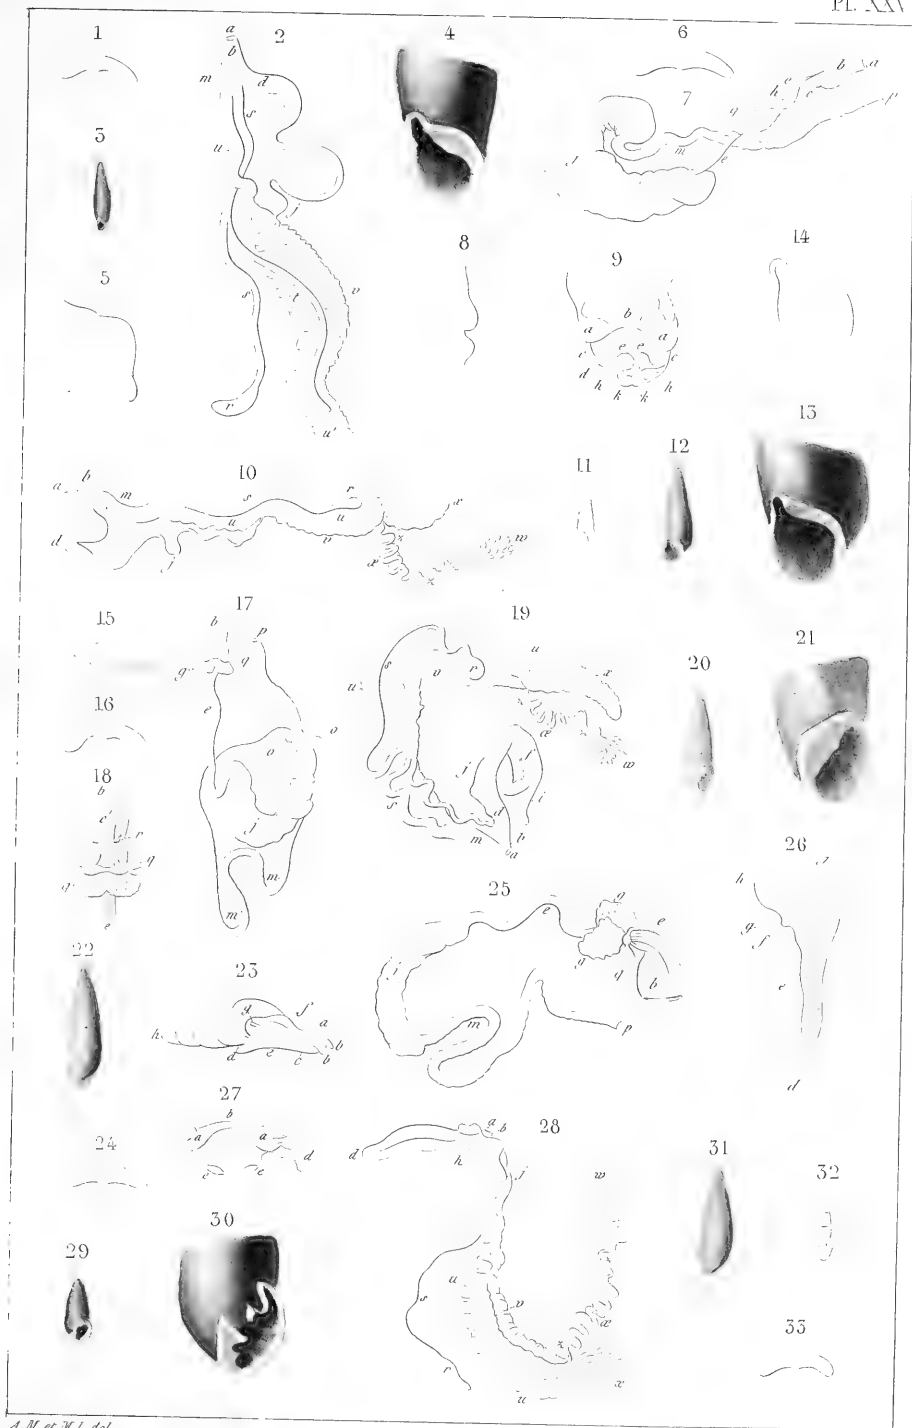 Pl. XXV
1
a
2
b
4
6
m
d
s
u
7
h
e
c
b
a
p
q
m
e
3
5
i
s
t
v
r
u'
8
9
a
b
a
c
e
e
c
d
h
h
k
k
14
13
10
a
b
m
s
r
x
u
u
v
d
j
x
w
11
12
15
17
b
p
g
q
e
16
o
o
18
b
c'
r
q
g
e
m
m
19
s
v
r
u
u
x
æ
w
j
i
s
d
m
b
a
20
21
26
h
g
f
e
d
25
e
g
e
g
q
b
i
m
p
22
23
g
f
a
h
d
e
c
b
b
27
b
a
a
d
c
e
24
28
a
b
d
h
j
w
u
s
v
æ
r
x
u
31
32
29
30
33
A. M. et M. L. del.